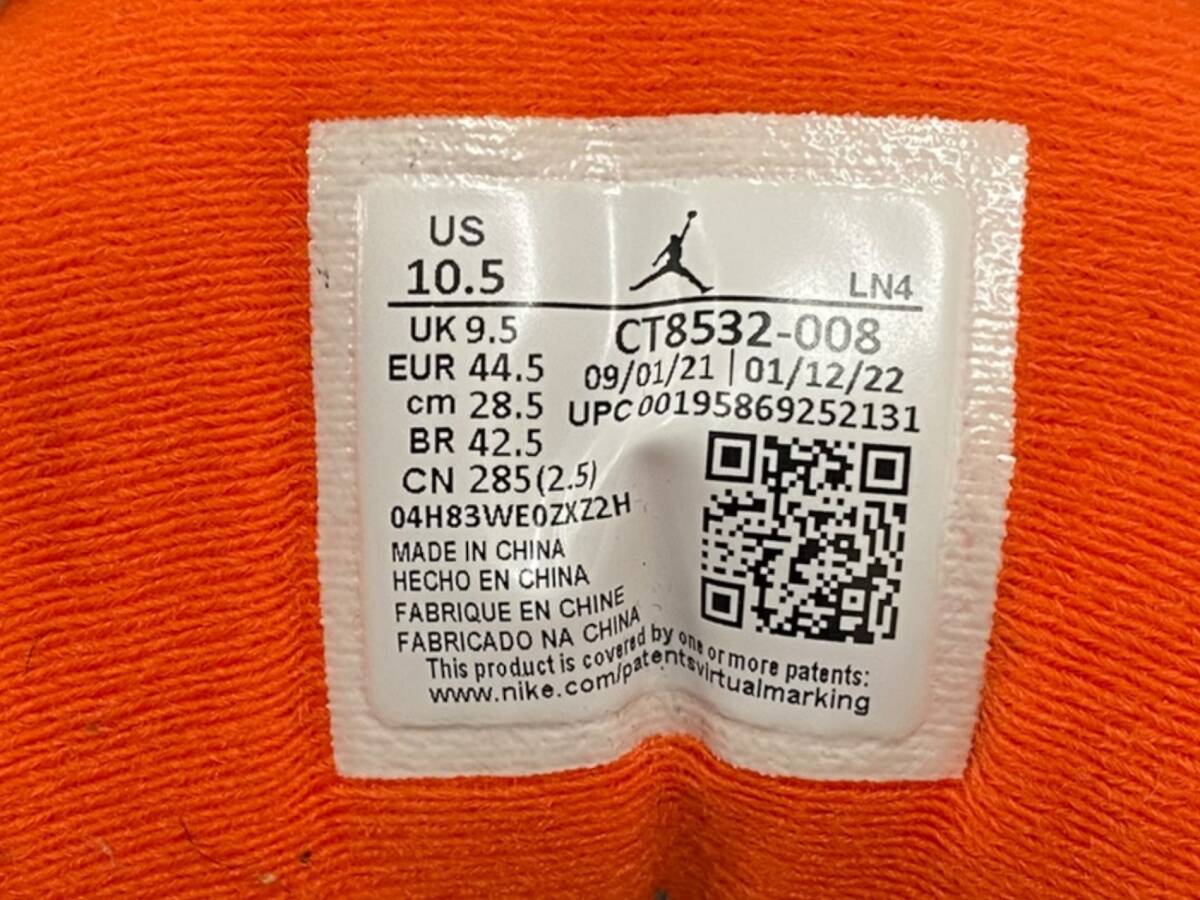 US
10.5
LN4
UK 9.5
CT8532-008
EUR 44.5
09/01/21 | 01/12/22
cm 28.5
UPC 00195869252131
BR 42.5
CN 285(2.5)
04H83WE0ZXZ2H
MADE IN CHINA
HECHO EN CHINA
FABRIQUE EN CHINE
FABRICADO NA CHINA
This product is covered by one or more patents:
www.nike.com/patentsvirtualmarking